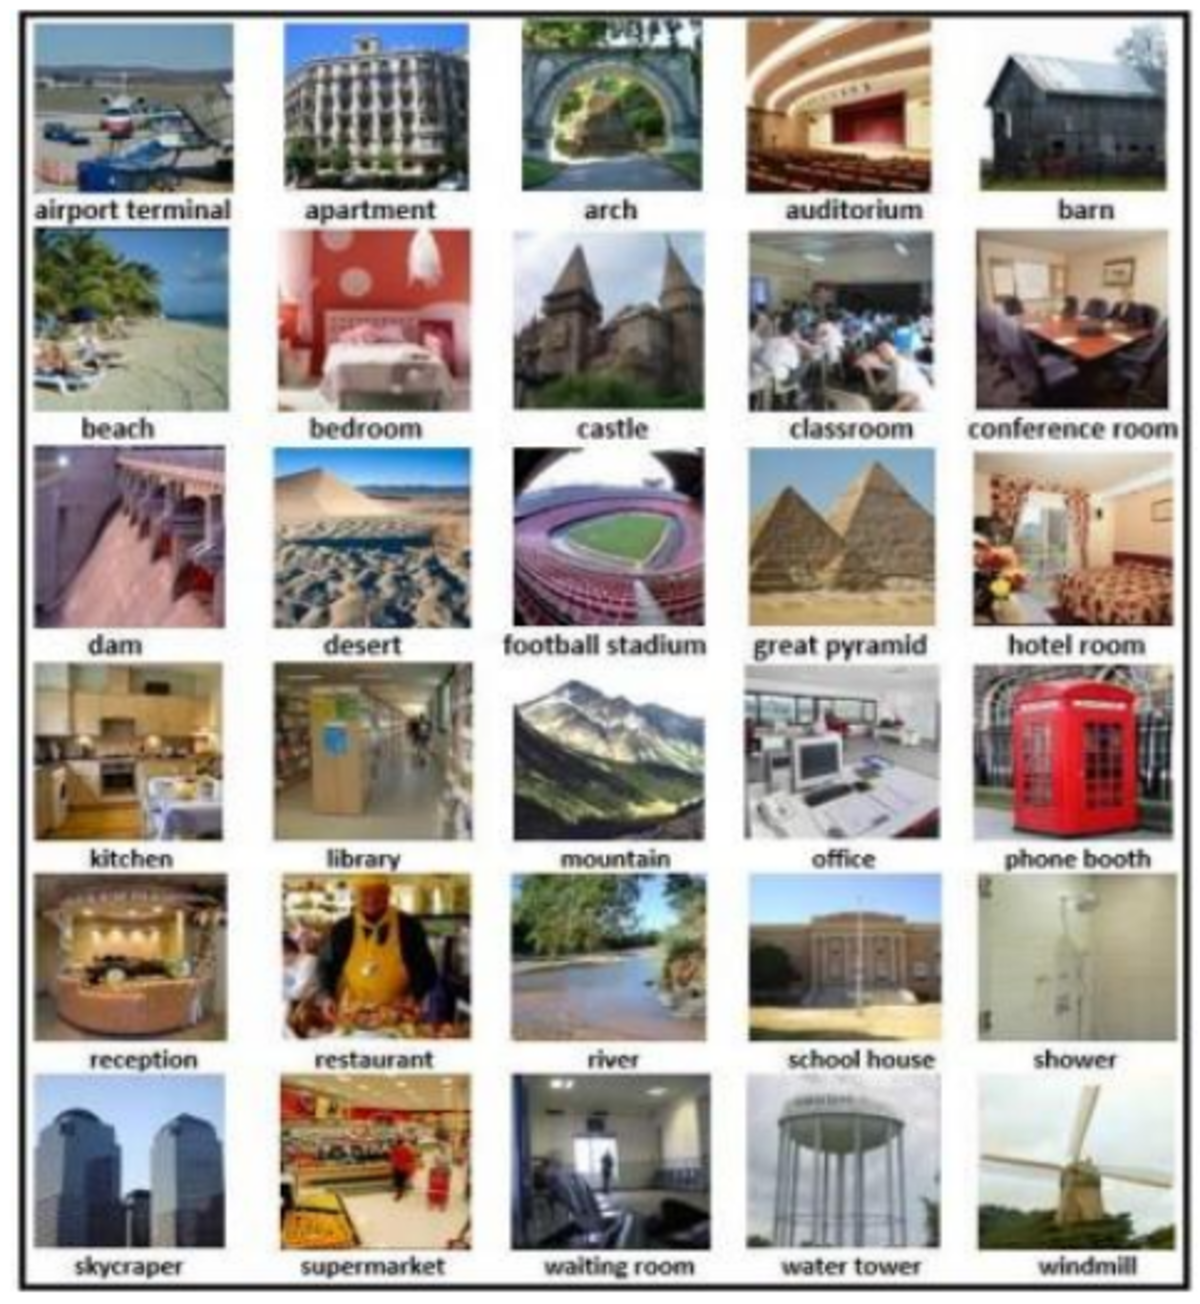 airport terminal apartment arch auditorium barn
beach bedroom castle classroom conference room
dam desert football stadium great pyramid hotel room
kitchen library mountain office phone booth
reception restaurant river school house shower
skycraper supermarket waiting room water tower windmill